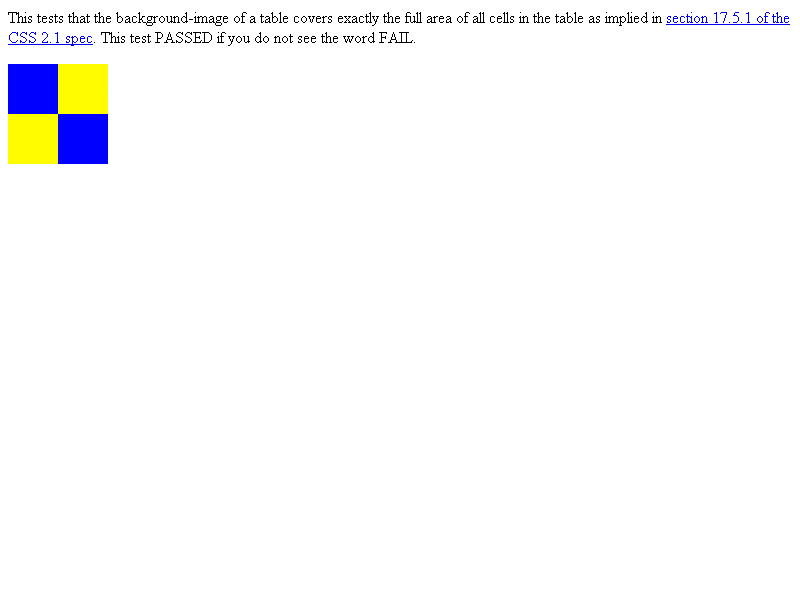 This tests that the background-image of a table covers exactly the full area of all cells in the table as implied in section 17.5.1 of the
CSS 2.1 spec. This test PASSED if you do not see the word FAIL.